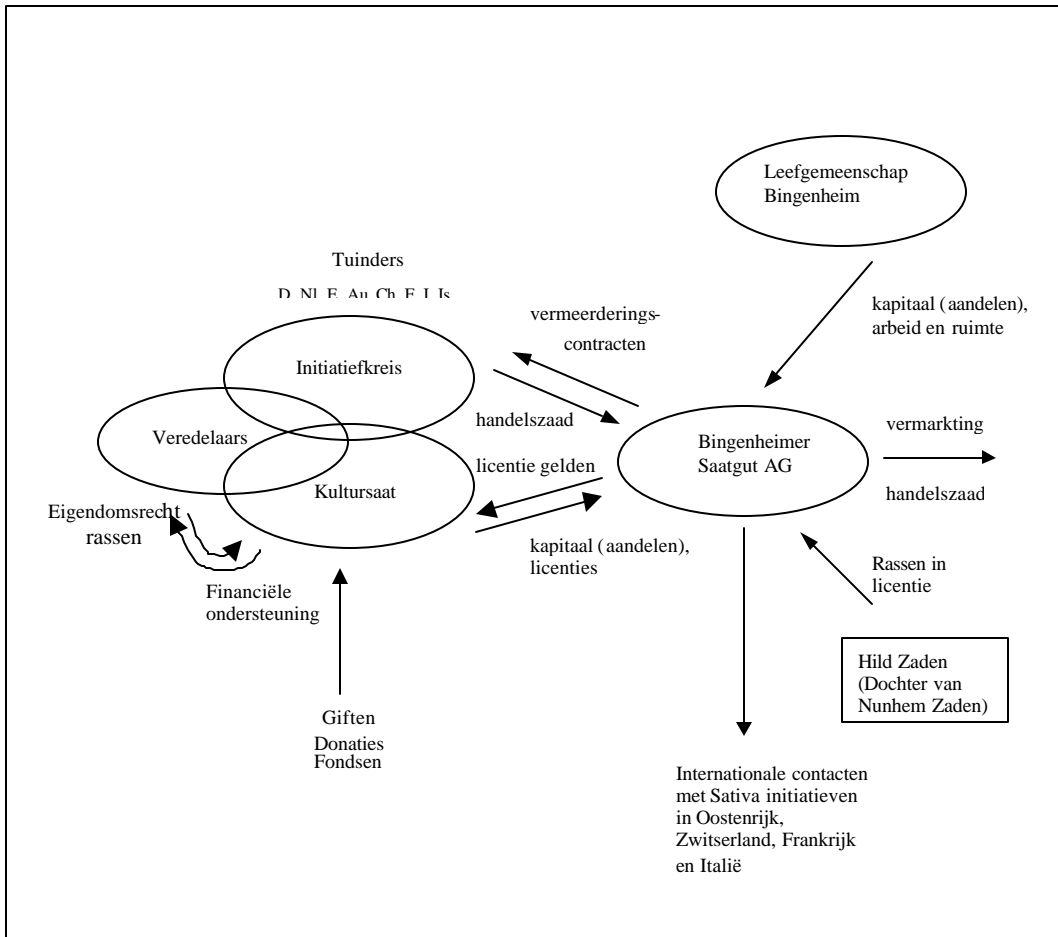 Leefgemeenschap
Bingenheim
Tuinders
kapitaal (aandelen),
arbeid en ruimte
vermeerderings-
contracten
Initiatiefkreis
handelszaad
Veredelaars
Bingenheimer
Saatgut AG
vermarkting
handelszaad
licentie gelden
Kultursaat
Eigendomsrecht
rassen
kapitaal (aandelen),
licenties
Rassen in
licentie
Financiële
ondersteuning
Hild Zaden
(Dochter van
Nunhem Zaden)
Giften
Donaties
Fondsen
Internationale contacten
met Sativa initiatieven
in Oostenrijk,
Zwitserland, Frankrijk
en Italië